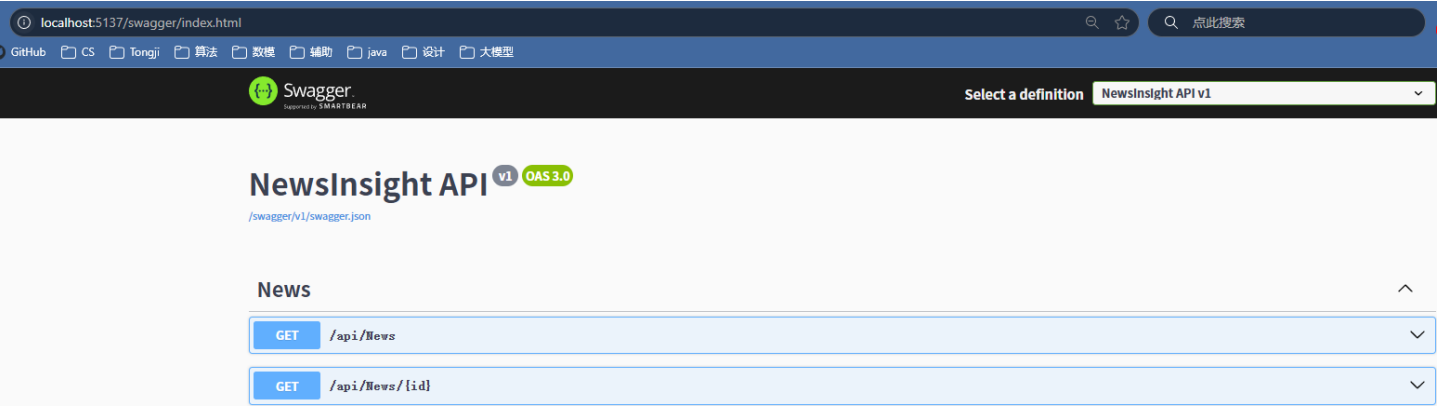 localhost:5137/swagger/index.html
点此搜索
GitHub CS Tongji 算法 数模 辅助 java 设计 大模型
Swagger.
Supported by SMARTBEAR
Select a definition NewsInsight API v1
NewsInsight API v1 OAS 3.0
/swagger/v1/swagger.json
News
GET /api/News
GET /api/News/{id}